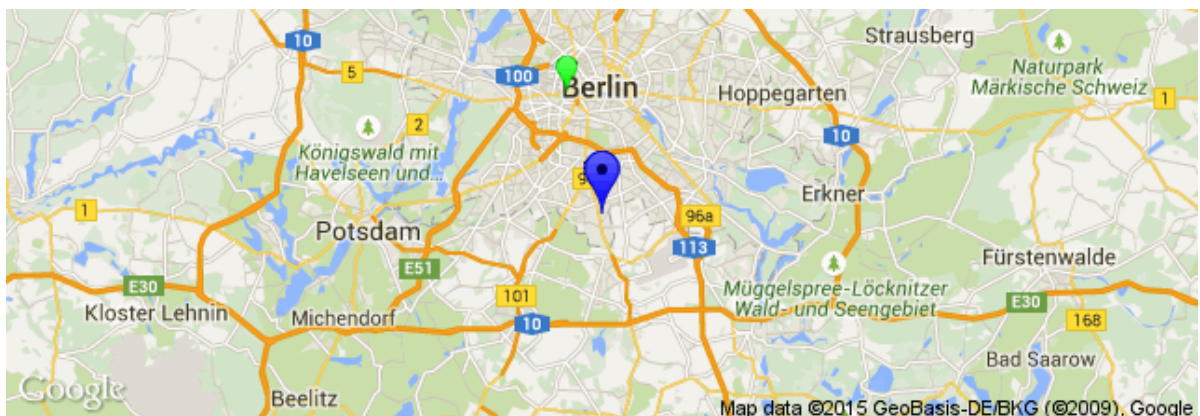 10
Strausberg
5
100
Berlin
Naturpark
Märkische Schweiz
Hoppegarten
1
2
10
Königswald mit
Havelseen und...
Erkner
1
Potsdam
96a
113
E51
Fürstenwalde
E30
101
Müggelspree-Löcknitzer
Wald- und Seengebiet
E30
Kloster Lehnin
Michendorf
10
168
Bad Saarow
Google
Beelitz
Map data ©2015 GeoBasis-DE/BKG (©2009), Google